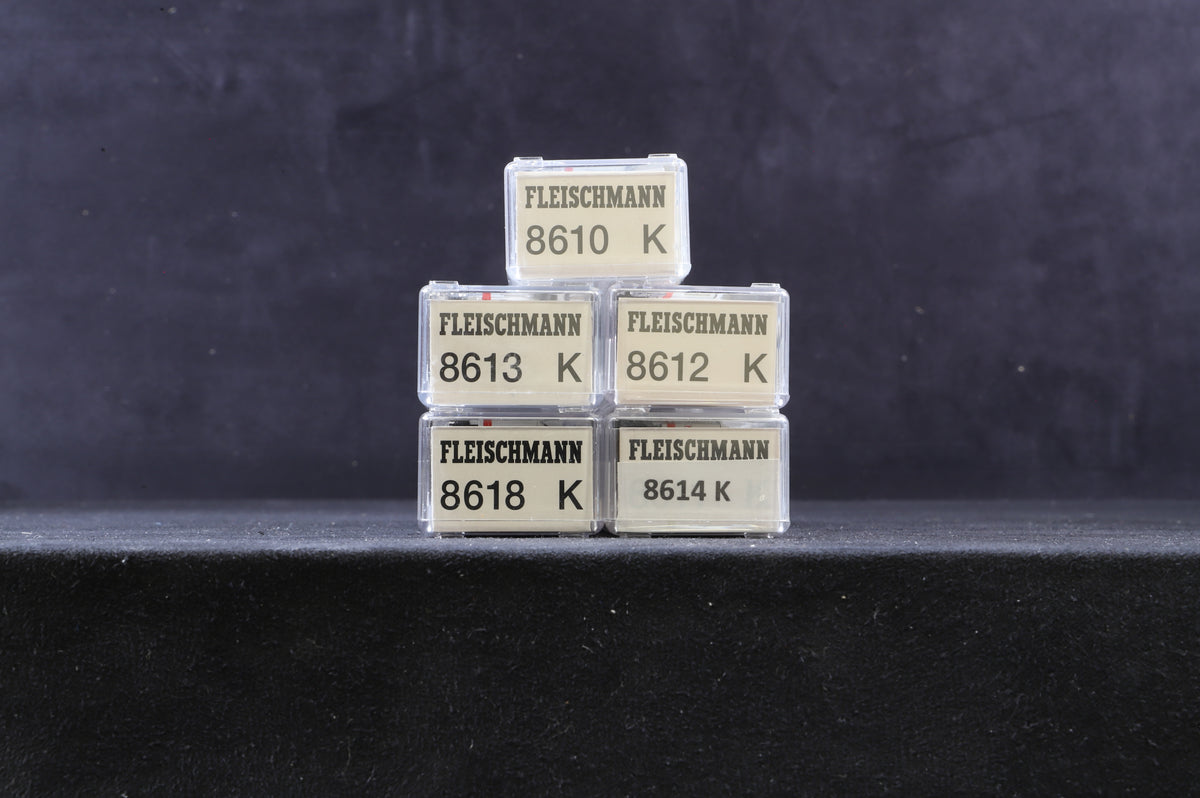 FLEISCHMANN
8610 K
FLEISCHMANN
8613 K
FLEISCHMANN
8612 K
FLEISCHMANN
8618 K
FLEISCHMANN
8614 K